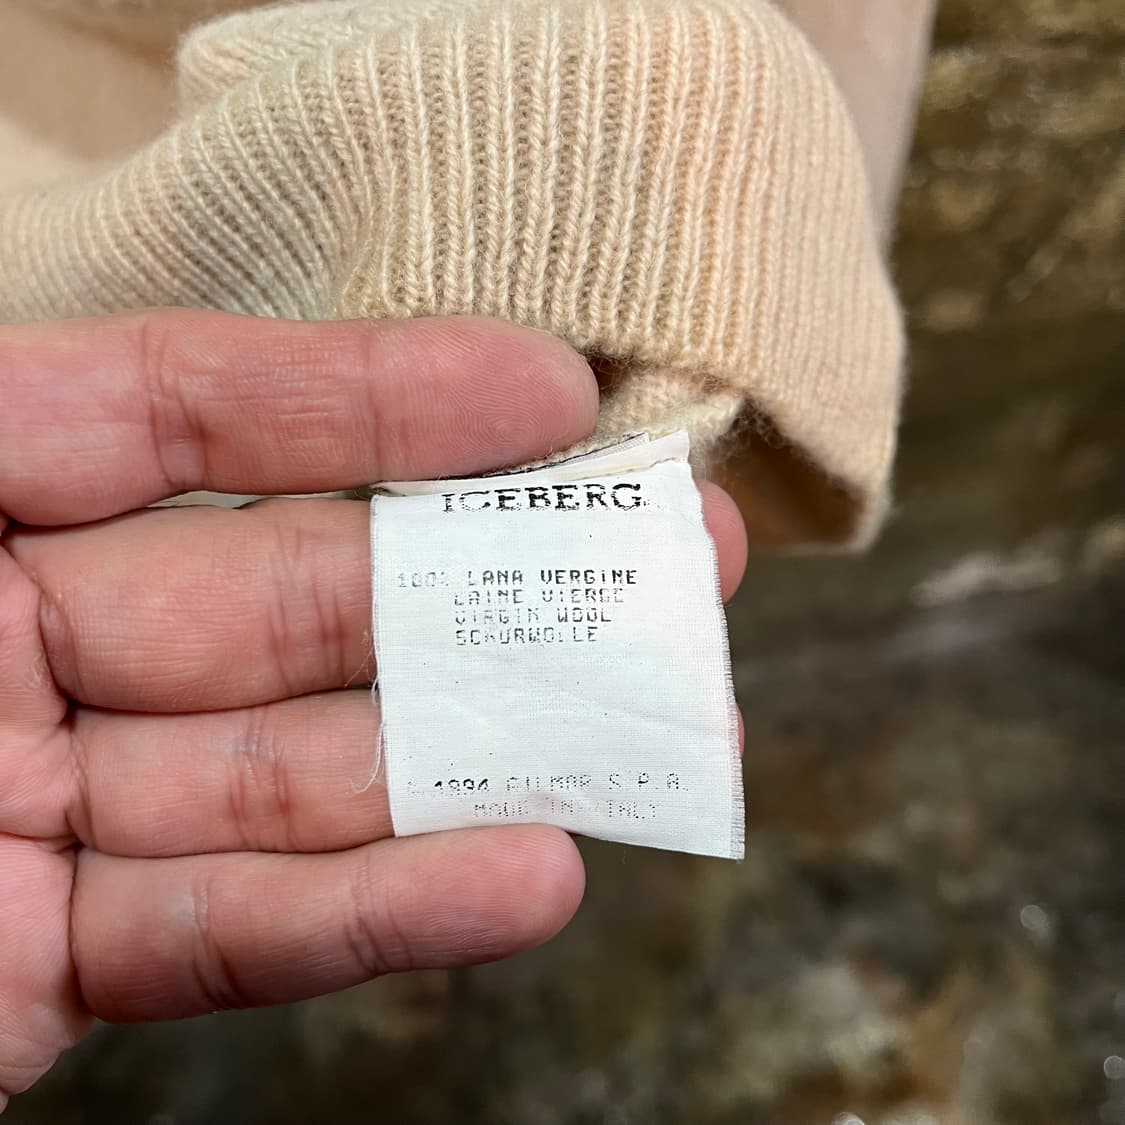 ICEBERG
100% LANA VERGINE
LAINE VIERGE
VIRGIN WOOL
SCHURWOLLE
© 1994 GILMAR S.P.A.
MADE IN ITALY